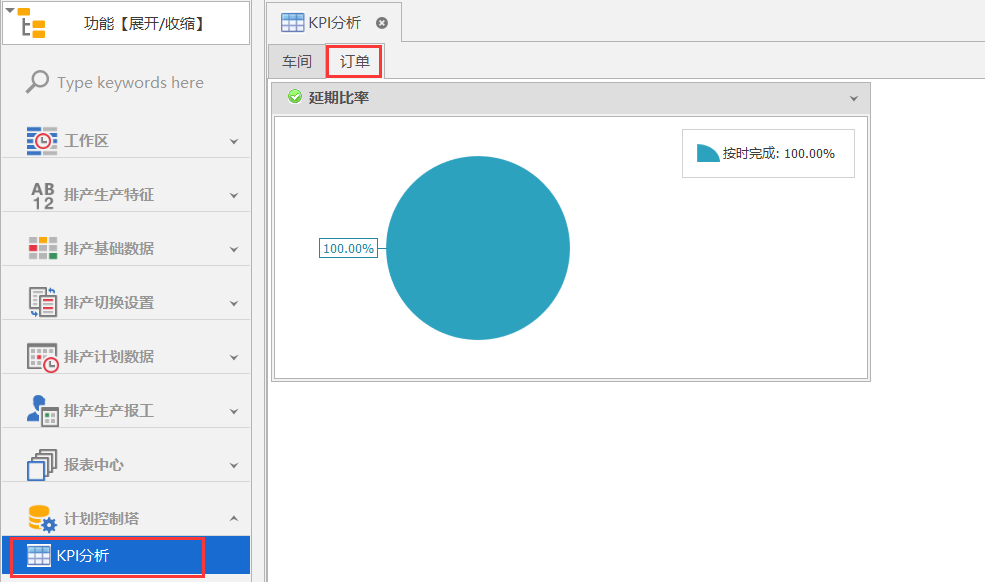 功能【展开/收缩】
Type keywords here
工作区
AB
12
排产生产特征
排产基础数据
排产切换设置
排产计划数据
排产生产报工
报表中心
计划控制塔
KPI分析
KPI分析
车间
订单
延期比率
按时完成: 100.00%
100.00%